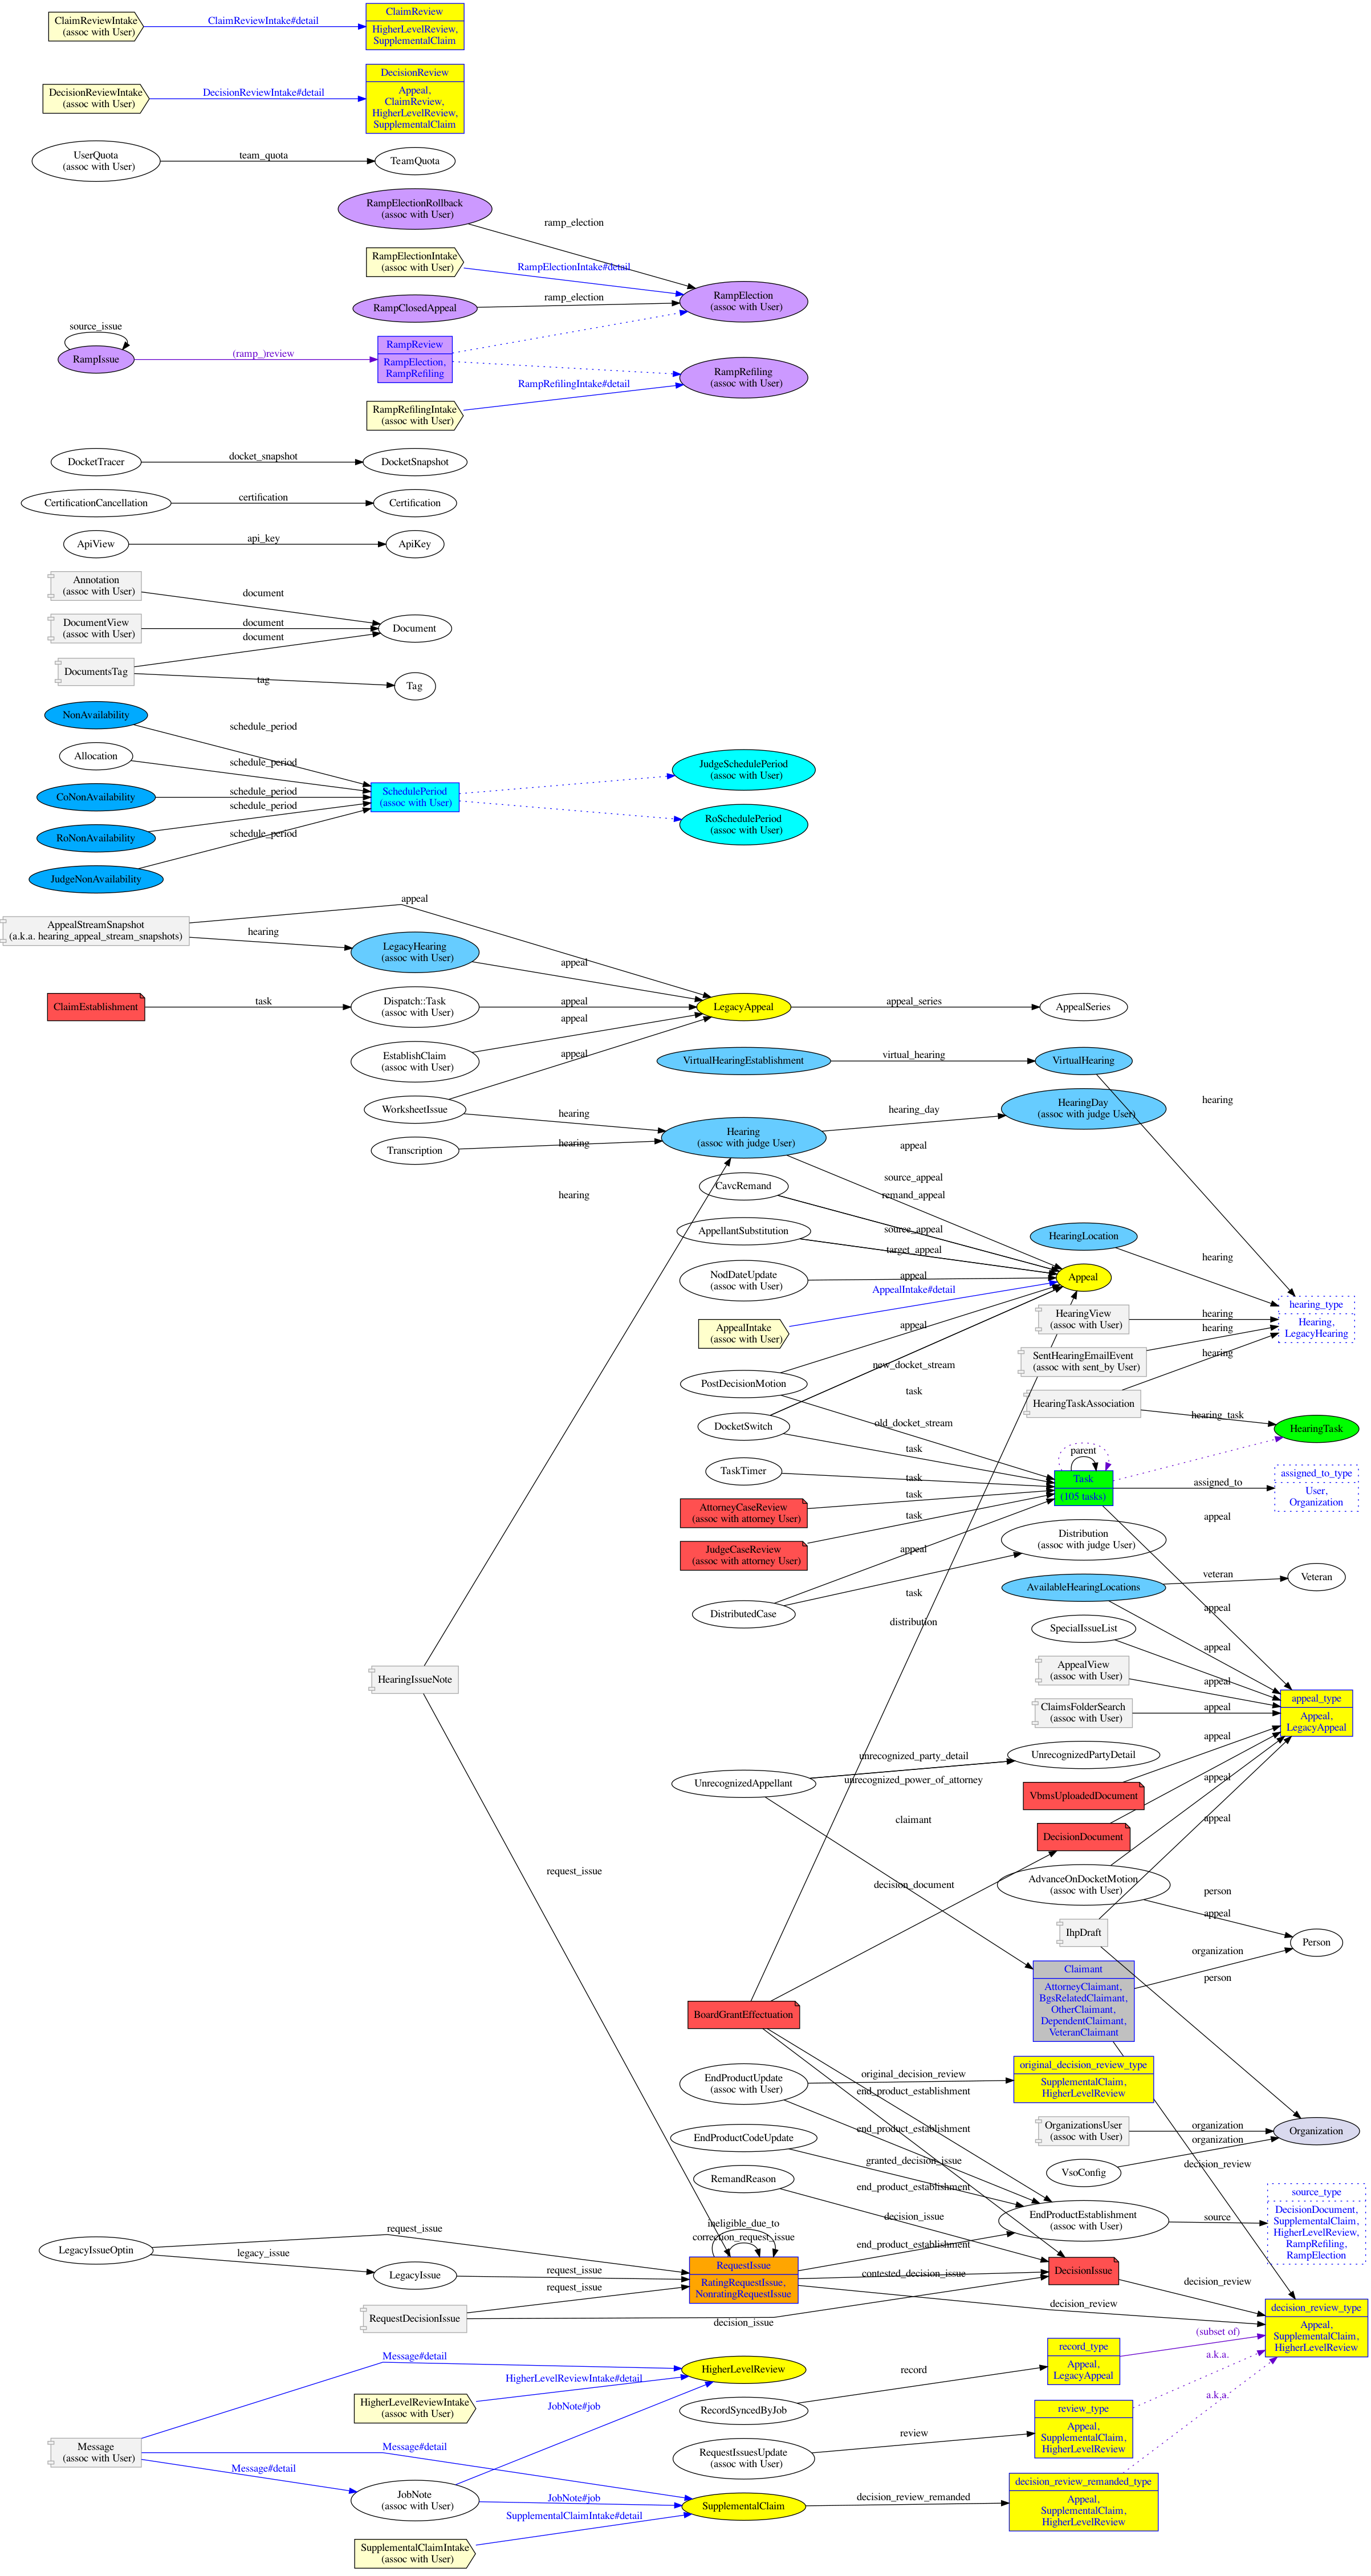 ClaimReviewIntake
(assoc with User)
ClaimReviewIntake#detail
ClaimReview
HigherLevelReview,
SupplementalClaim
DecisionReviewIntake
(assoc with User)
DecisionReviewIntake#detail
DecisionReview
Appeal,
ClaimReview,
HigherLevelReview,
SupplementalClaim
UserQuota
(assoc with User)
team_quota
TeamQuota
RampElectionRollback
(assoc with User)
ramp_election
RampElectionIntake
(assoc with User)
RampElectionIntake#detail
RampElection
(assoc with User)
RampClosedAppeal
ramp_election
source_issue
RampIssue
(ramp_)review
RampReview
RampElection,
RampRefiling
RampRefiling
(assoc with User)
RampRefilingIntake#detail
RampRefilingIntake
(assoc with User)
DocketTracer
docket_snapshot
DocketSnapshot
CertificationCancellation
certification
Certification
ApiView
api_key
ApiKey
Annotation
(assoc with User)
document
DocumentView
(assoc with User)
document
Document
DocumentsTag
document
tag
Tag
NonAvailability
schedule_period
Allocation
schedule_period
CoNonAvailability
schedule_period
RoNonAvailability
schedule_period
JudgeNonAvailability
schedule_period
SchedulePeriod
(assoc with User)
JudgeSchedulePeriod
(assoc with User)
RoSchedulePeriod
(assoc with User)
AppealStreamSnapshot
(a.k.a. hearing_appeal_stream_snapshots)
appeal
hearing
LegacyHearing
(assoc with User)
appeal
ClaimEstablishment
task
Dispatch::Task
(assoc with User)
appeal
LegacyAppeal
appeal_series
AppealSeries
appeal
EstablishClaim
(assoc with User)
appeal
VirtualHearingEstablishment
virtual_hearing
VirtualHearing
hearing
WorksheetIssue
hearing
Transcription
hearing
Hearing
(assoc with judge User)
hearing_day
HearingDay
(assoc with judge User)
appeal
hearing
CavcRemand
source_appeal
remand_appeal
AppellantSubstitution
source_appeal
target_appeal
HearingLocation
hearing
NodDateUpdate
(assoc with User)
appeal
Appeal
AppealIntake#detail
AppealIntake
(assoc with User)
appeal
HearingView
(assoc with User)
hearing
hearing_type
Hearing,
LegacyHearing
SentHearingEmailEvent
(assoc with sent_by User)
hearing
hearing
PostDecisionMotion
new_docket_stream
task
HearingTaskAssociation
hearing_task
HearingTask
DocketSwitch
old_docket_stream
task
parent
Task
(105 tasks)
assigned_to
assigned_to_type
User,
Organization
TaskTimer
task
AttorneyCaseReview
(assoc with attorney User)
task
JudgeCaseReview
(assoc with attorney User)
task
appeal
Distribution
(assoc with judge User)
appeal
AvailableHearingLocations
veteran
Veteran
DistributedCase
task
distribution
appeal
SpecialIssueList
appeal
HearingIssueNote
AppealView
(assoc with User)
appeal
ClaimsFolderSearch
(assoc with User)
appeal
appeal_type
Appeal,
LegacyAppeal
appeal
UnrecognizedAppellant
unrecognized_party_detail
unrecognized_power_of_attorney
UnrecognizedPartyDetail
claimant
VbmsUploadedDocument
appeal
DecisionDocument
appeal
request_issue
decision_document
AdvanceOnDocketMotion
(assoc with User)
person
appeal
IhpDraft
Person
organization
Claimant
AttorneyClaimant,
BgsRelatedClaimant,
OtherClaimant,
DependentClaimant,
VeteranClaimant
person
BoardGrantEffectuation
EndProductUpdate
(assoc with User)
original_decision_review
end_product_establishment
original_decision_review_type
SupplementalClaim,
HigherLevelReview
EndProductCodeUpdate
end_product_establishment
OrganizationsUser
(assoc with User)
organization
organization
Organization
granted_decision_issue
RemandReason
end_product_establishment
VsoConfig
decision_review
source_type
DecisionDocument,
SupplementalClaim,
HigherLevelReview,
RampRefiling,
RampElection
decision_issue
EndProductEstablishment
(assoc with User)
source
LegacyIssueOptin
request_issue
legacy_issue
LegacyIssue
request_issue
ineligible_due_to
correction_request_issue
RequestIssue
RatingRequestIssue,
NonratingRequestIssue
end_product_establishment
contested_decision_issue
DecisionIssue
decision_review
RequestDecisionIssue
request_issue
decision_issue
decision_review
decision_review_type
Appeal,
SupplementalClaim,
HigherLevelReview
Message#detail
HigherLevelReviewIntake#detail
HigherLevelReview
record
record_type
Appeal,
LegacyAppeal
(subset of)
a.k.a.
HigherLevelReviewIntake
(assoc with User)
JobNote#job
RecordSyncedByJob
a.k.a.
review_type
Appeal,
SupplementalClaim,
HigherLevelReview
Message
(assoc with User)
Message#detail
Message#detail
RequestIssuesUpdate
(assoc with User)
review
JobNote
(assoc with User)
JobNote#job
SupplementalClaim
decision_review_remanded
decision_review_remanded_type
Appeal,
SupplementalClaim,
HigherLevelReview
SupplementalClaimIntake#detail
SupplementalClaimIntake
(assoc with User)